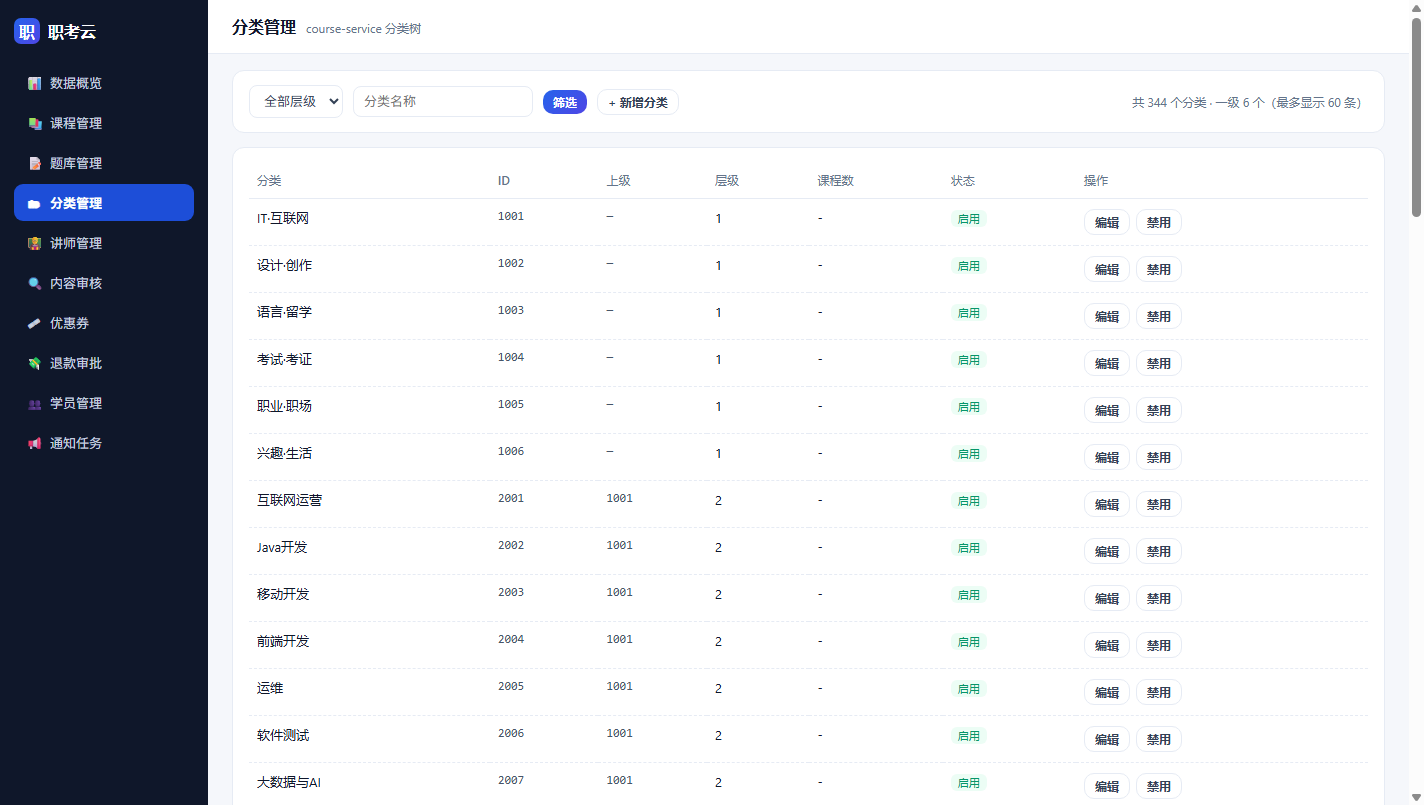 职 职考云
数据概览
课程管理
题库管理
分类管理
讲师管理
内容审核
优惠券
退款审批
学员管理
通知任务
分类管理 course-service 分类树
全部层级 分类名称 筛选 + 新增分类 共 344 个分类 · 一级 6 个（最多显示 60 条）
分类 ID 上级 层级 课程数 状态 操作
IT·互联网 1001 — 1 - 启用 编辑 禁用
设计·创作 1002 — 1 - 启用 编辑 禁用
语言·留学 1003 — 1 - 启用 编辑 禁用
考试·考证 1004 — 1 - 启用 编辑 禁用
职业·职场 1005 — 1 - 启用 编辑 禁用
兴趣·生活 1006 — 1 - 启用 编辑 禁用
互联网运营 2001 1001 2 - 启用 编辑 禁用
Java开发 2002 1001 2 - 启用 编辑 禁用
移动开发 2003 1001 2 - 启用 编辑 禁用
前端开发 2004 1001 2 - 启用 编辑 禁用
运维 2005 1001 2 - 启用 编辑 禁用
软件测试 2006 1001 2 - 启用 编辑 禁用
大数据与AI 2007 1001 2 - 启用 编辑 禁用